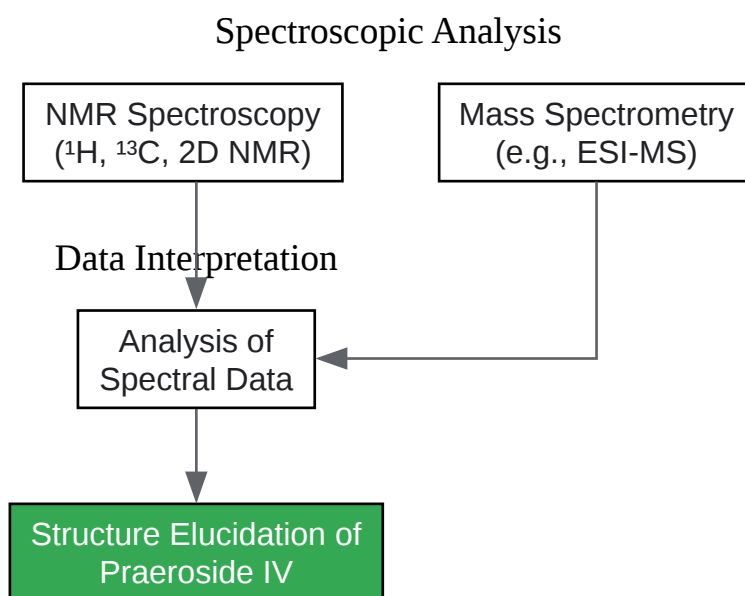 Spectroscopic Analysis
NMR Spectroscopy
(¹H, ¹³C, 2D NMR)
Mass Spectrometry
(e.g., ESI-MS)
Data Interpretation
Analysis of
Spectral Data
Structure Elucidation of
Praeroside IV